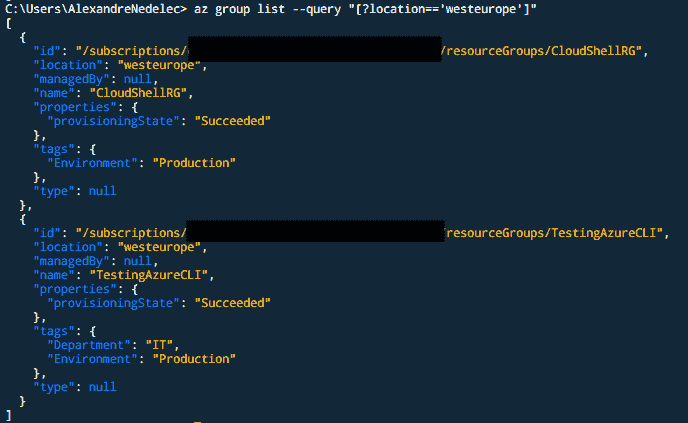 C:\Users\AlexandreNedelec> az group list --query "[?location=='westeurope']"
[
  {
    "id": "/subscriptions/ /resourceGroups/CloudShellRG",
    "location": "westeurope",
    "managedBy": null,
    "name": "CloudShellRG",
    "properties": {
      "provisioningState": "Succeeded"
    },
    "tags": {
      "Environment": "Production"
    },
    "type": null
  },
  {
    "id": "/subscriptions/ /resourceGroups/TestingAzureCLI",
    "location": "westeurope",
    "managedBy": null,
    "name": "TestingAzureCLI",
    "properties": {
      "provisioningState": "Succeeded"
    },
    "tags": {
      "Department": "IT",
      "Environment": "Production"
    },
    "type": null
  }
]